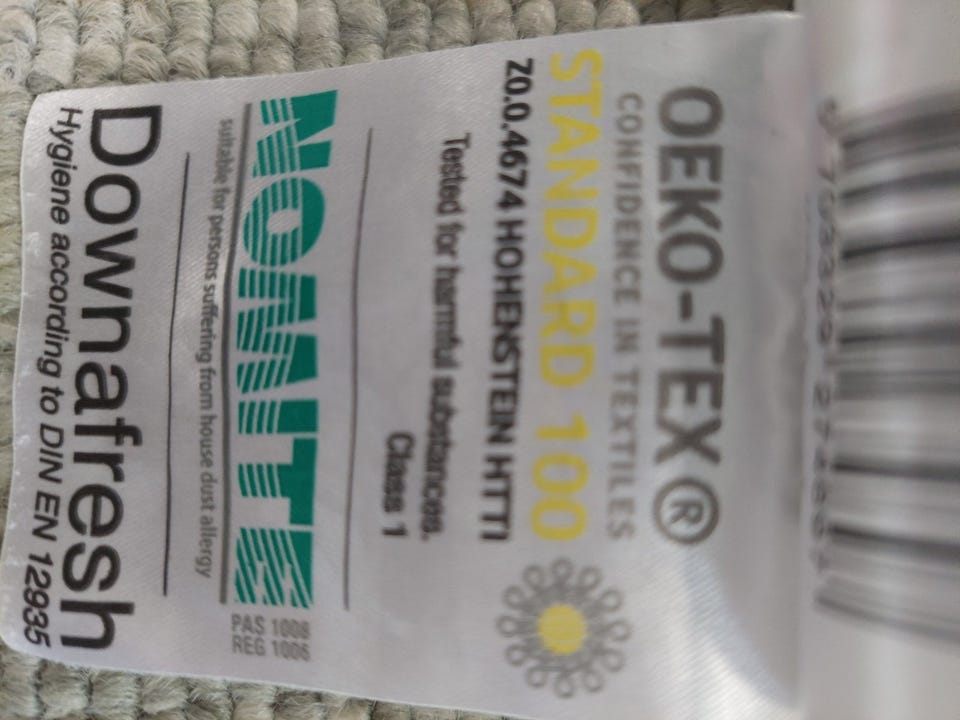 OEKO-TEX®
CONFIDENCE IN TEXTILES
STANDARD 100
Z0.0.4674 HOHENSTEIN HTTI
Tested for harmful substances.
Class 1
NOMITE
PAS 1008
REG 1006
suitable for persons suffering from house dust allergy
Downafresh
Hygiene according to DIN EN 12935